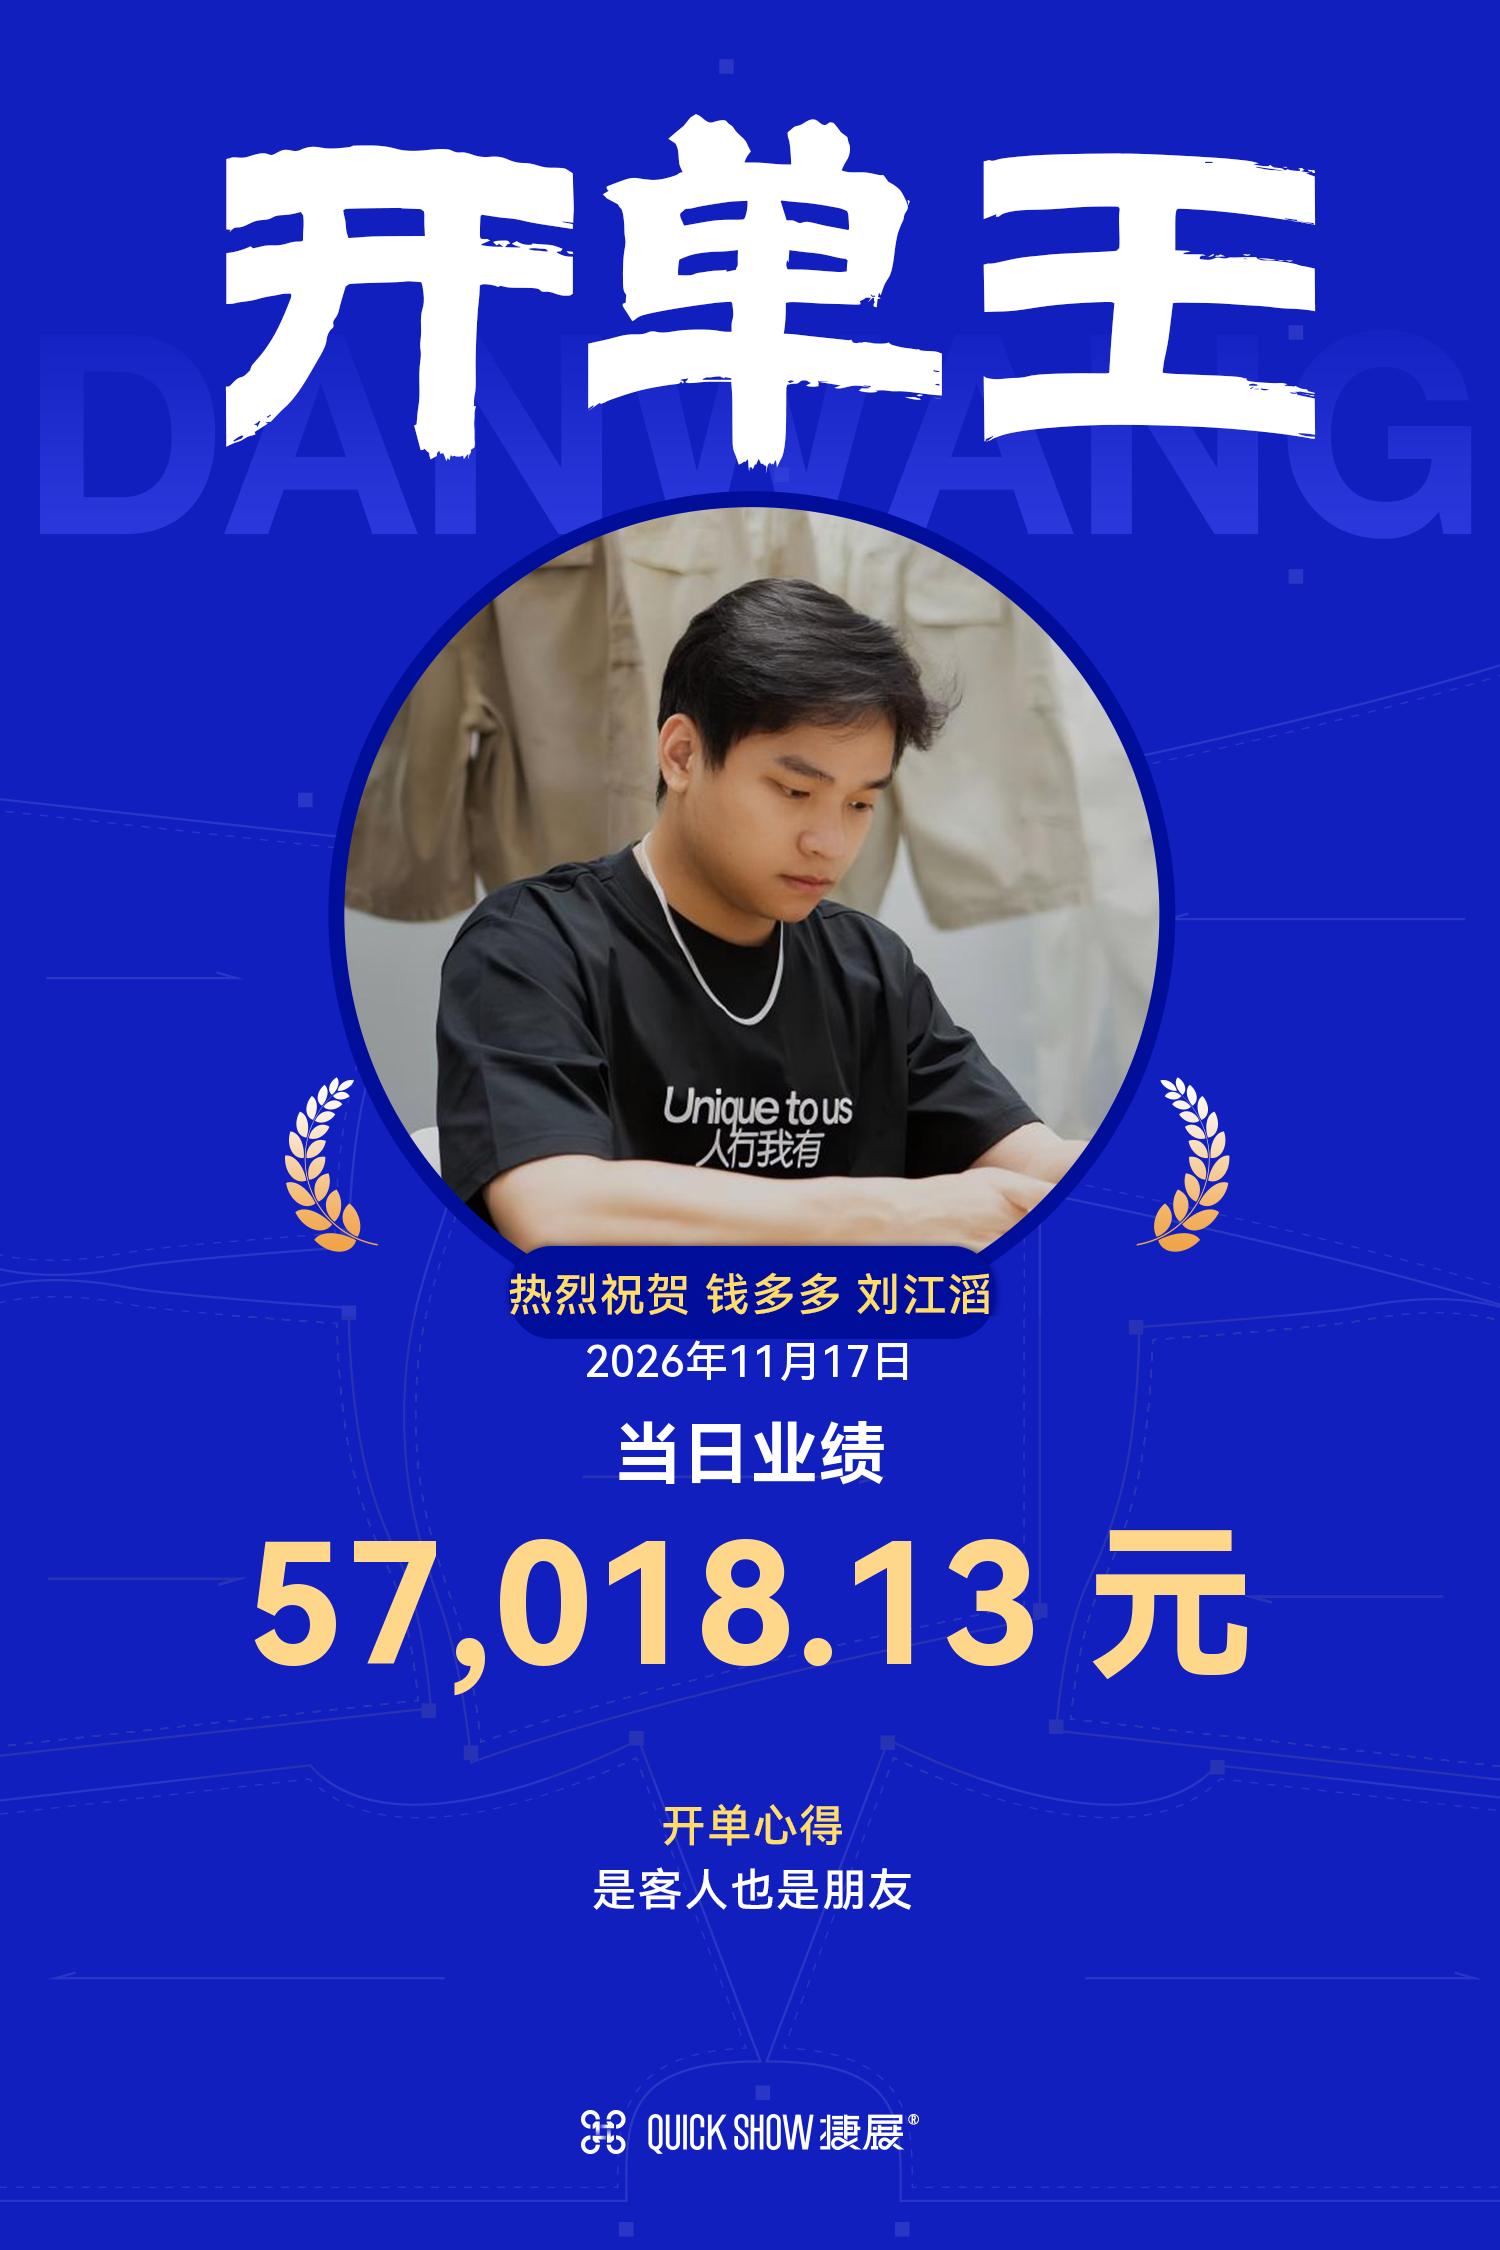 开单王
DANWANG
Unique to us
人冇我有
热烈祝贺 钱多多 刘江滔
2026年11月17日
当日业绩
57,018.13 元
开单心得
是客人也是朋友
QUICK SHOW 捷展®